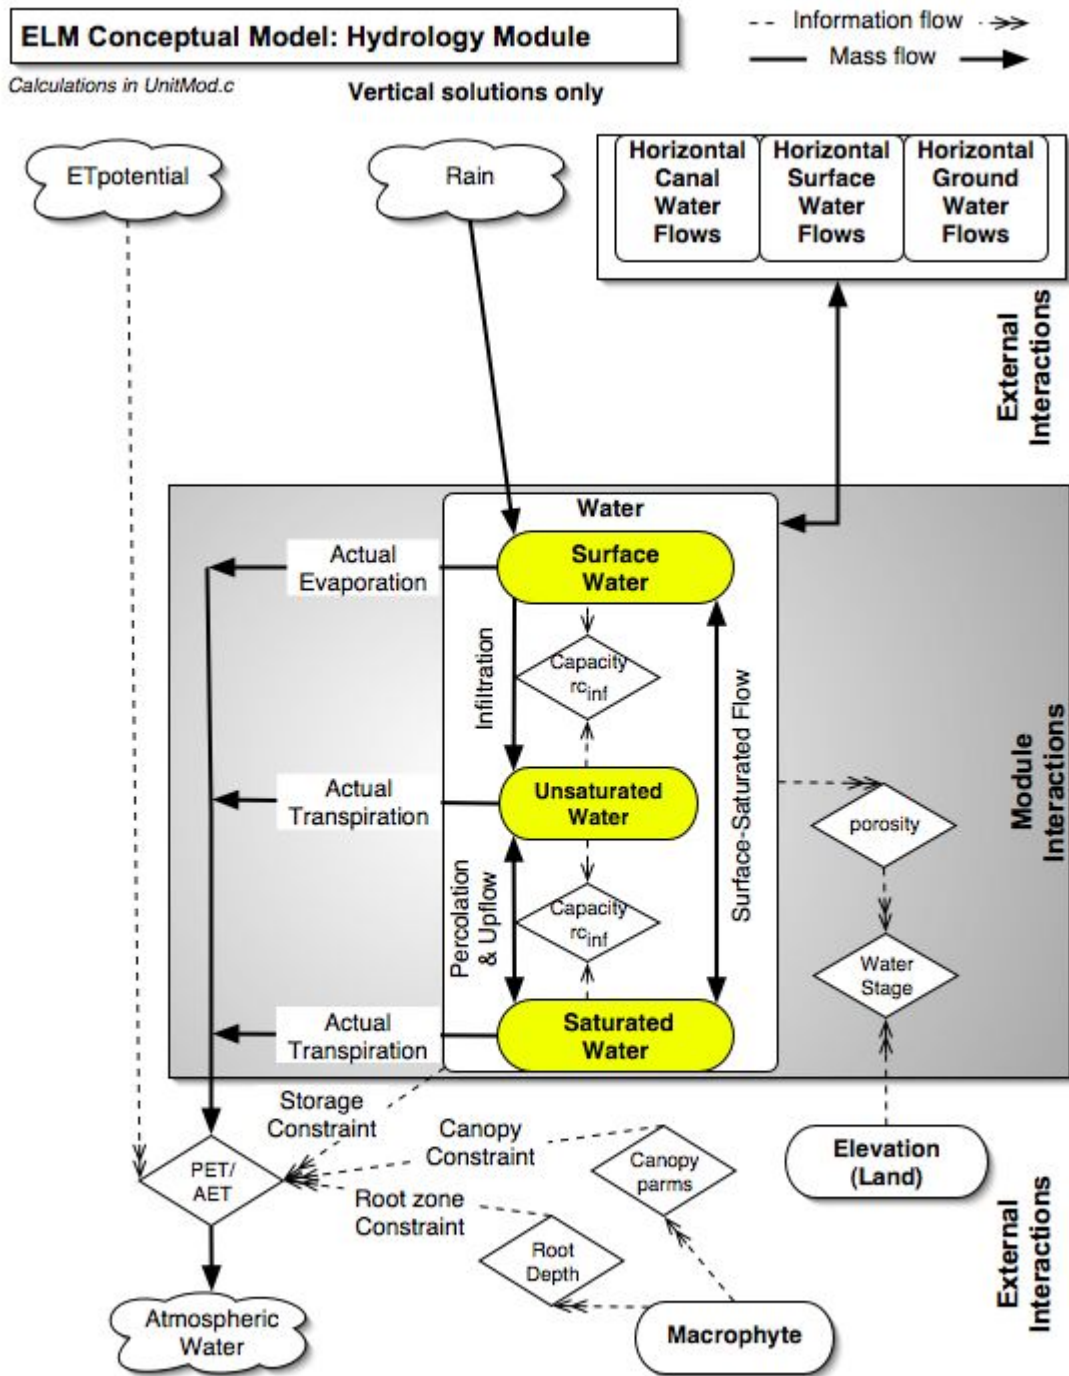 ELM Conceptual Model: Hydrology Module
Information flow
Mass flow
Calculations in UnitMod.c
Vertical solutions only
ETpotential
Rain
Horizontal
Canal
Water
Flows
Horizontal
Surface
Water
Flows
Horizontal
Ground
Water
Flows
External
Interactions
Water
Surface
Water
Actual
Evaporation
Infiltration
Capacity
rcinf
Surface-Saturated Flow
Module
Interactions
Actual
Transpiration
Unsaturated
Water
porosity
Percolation
& Upflow
Capacity
rcinf
Water
Stage
Actual
Transpiration
Saturated
Water
Storage
Constraint
Canopy
Constraint
Canopy
parms
Elevation
(Land)
PET/
AET
Root zone
Constraint
Root
Depth
External
Interactions
Atmospheric
Water
Macrophyte